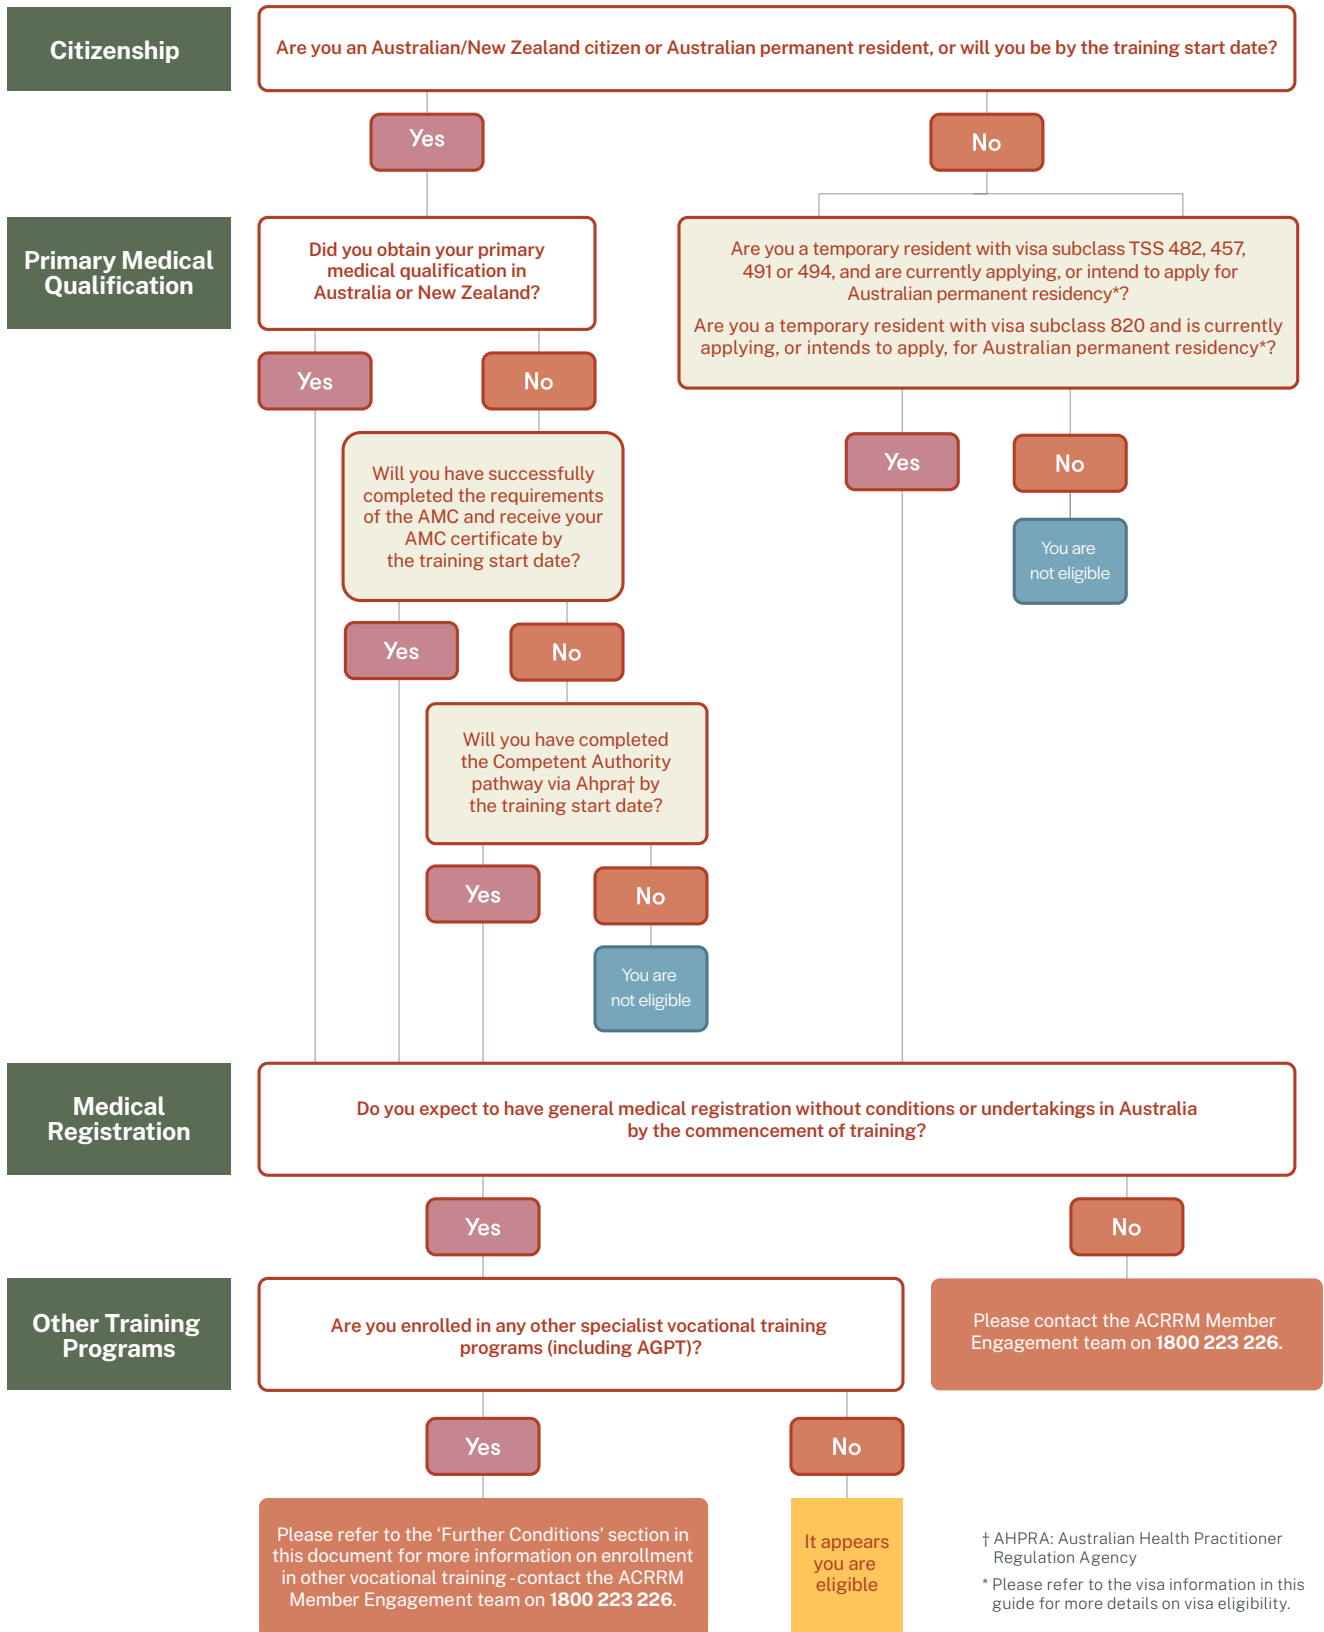 Citizenship
Are you an Australian/New Zealand citizen or Australian permanent resident, or will you be by the training start date?
Yes
No
Primary Medical
Qualification
Did you obtain your primary
medical qualification in
Australia or New Zealand?
Are you a temporary resident with visa subclass TSS 482, 457,
491 or 494, and are currently applying, or intend to apply for
Australian permanent residency*?
Are you a temporary resident with visa subclass 820 and is currently
applying, or intends to apply, for Australian permanent residency*?
Yes
No
Yes
No
Will you have successfully
completed the requirements
of the AMC and receive your
AMC certificate by
the training start date?
You are
not eligible
Yes
No
Will you have completed
the Competent Authority
pathway via Ahpra† by
the training start date?
Yes
No
You are
not eligible
Medical
Registration
Do you expect to have general medical registration without conditions or undertakings in Australia
by the commencement of training?
Yes
No
Other Training
Programs
Are you enrolled in any other specialist vocational training
programs (including AGPT)?
Please contact the ACRRM Member
Engagement team on 1800 223 226.
Yes
No
Please refer to the ‘Further Conditions’ section in
this document for more information on enrollment
in other vocational training - contact the ACRRM
Member Engagement team on 1800 223 226.
It appears
you are
eligible
† AHPRA: Australian Health Practitioner
Regulation Agency
* Please refer to the visa information in this
guide for more details on visa eligibility.